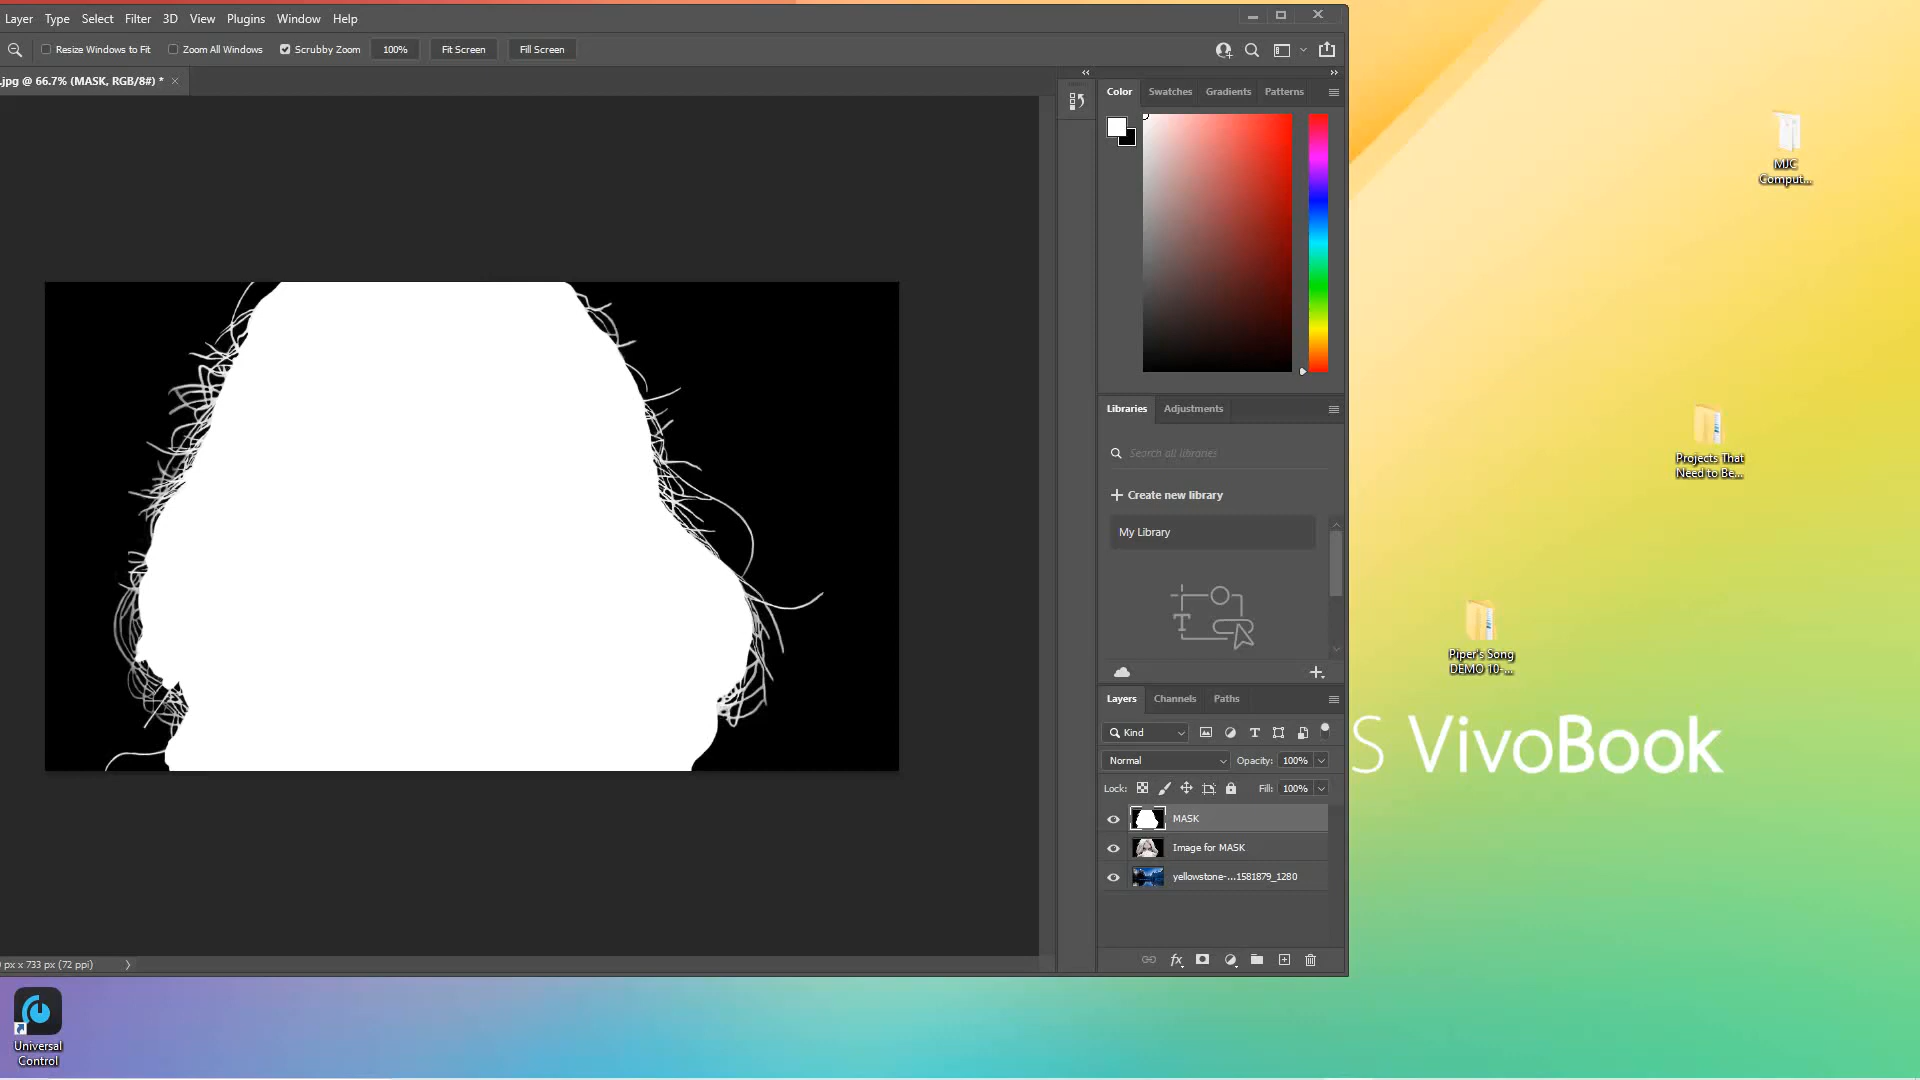 Layer Type Select Filter 3D View Plugins Window Help
Resize Windows to Fit Zoom All Windows Scrubby Zoom 100% Fit Screen Fill Screen
.jpg @ 66.7% (MASK, RGB/8#) *
Color Swatches Gradients Patterns
MJC
Comput...
Libraries Adjustments
Search all libraries
Projects That
Need to Be...
Create new library
My Library
T
Piper's Song
DEMO 10-...
Layers Channels Paths
Kind
S VivoBook
Normal Opacity: 100%
Lock: Fill: 100%
MASK
Image for MASK
yellowstone-...1581879_1280
px x 733 px (72 ppi)
fx
Universal
Control